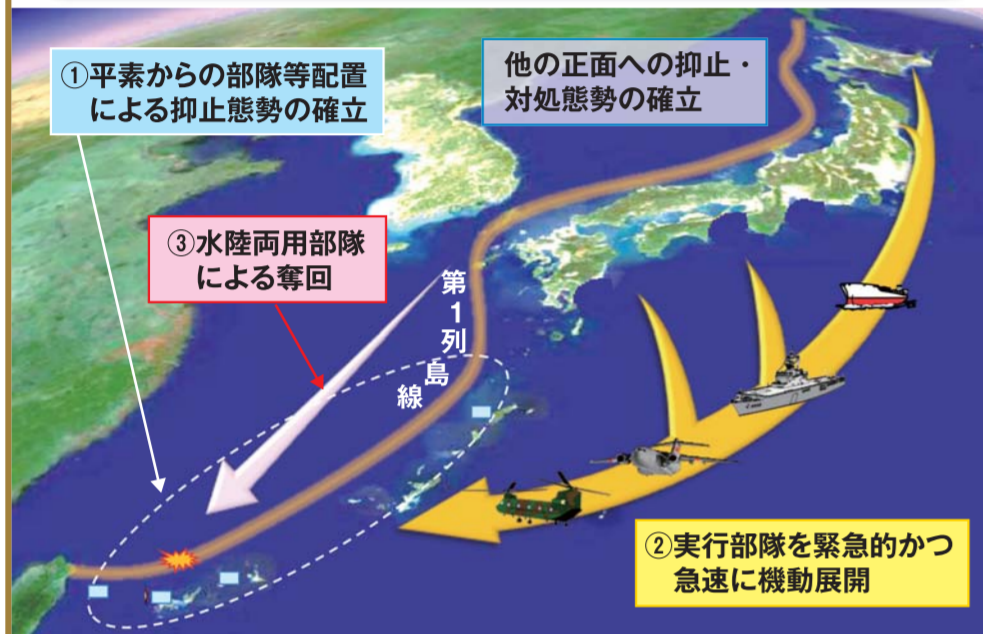 ①平素からの部隊等配置
による抑止態勢の確立
他の正面への抑止・
対処態勢の確立
③水陸両用部隊
による奪回
第1列島線
②実行部隊を緊急的かつ
急速に機動展開